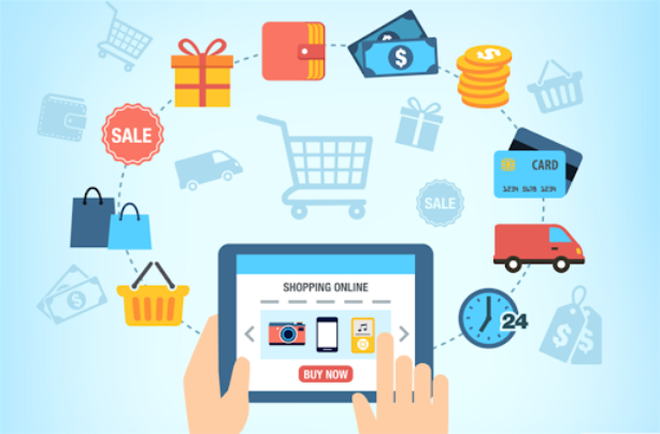 $
$
SALE
CARD
1234 5678 1234
SALE
$
24
$ $
SHOPPING ONLINE
BUY NOW